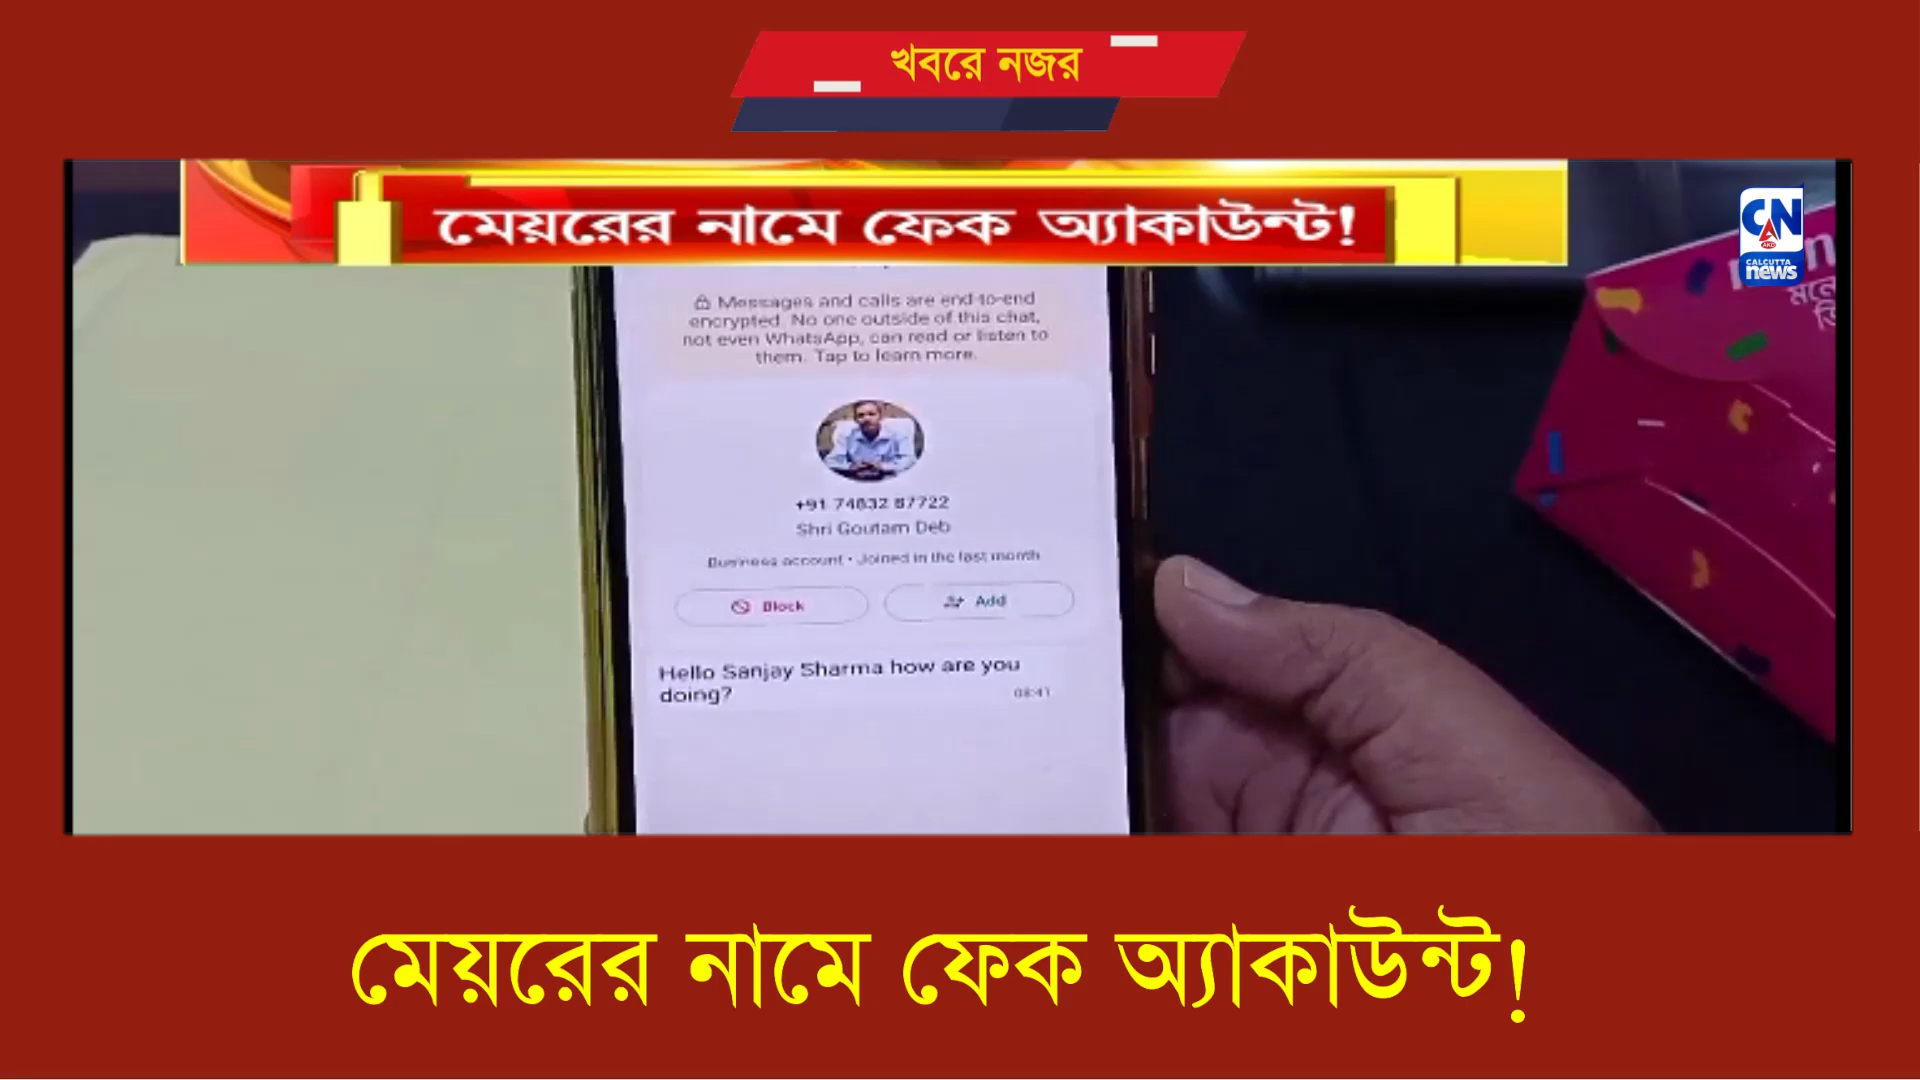 খবরে নজর
মেয়রের নামে ফেক অ্যাকাউন্ট!
CN
AKD
CALCUTTA
news
মনে
Messages and calls are end-to-end
encrypted. No one outside of this chat,
not even WhatsApp, can read or listen to
them. Tap to learn more.
+91 74832 87722
Shri Goutam Deb
Business account • Joined in the last month
Block
Add
Hello Sanjay Sharma how are you
doing?
08:41
মেয়রের নামে ফেক অ্যাকাউন্ট!